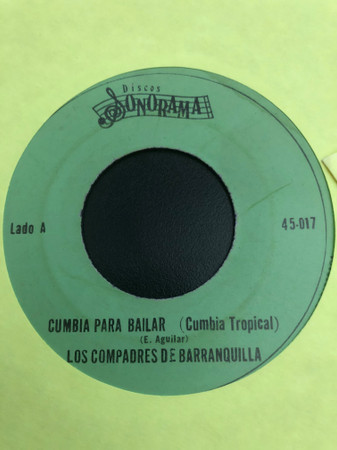 Discos
SONORAMA
Lado A
45-017
CUMBIA PARA BAILAR (Cumbia Tropical)
(E. Aguilar)
LOS COMPADRES DE BARRANQUILLA